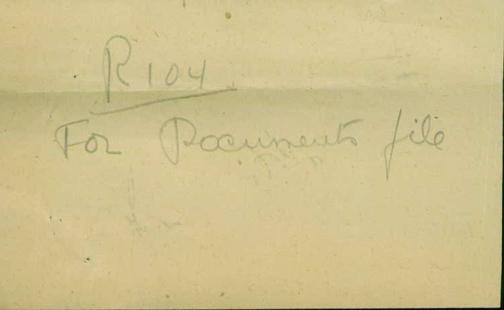 R104
For Documents file